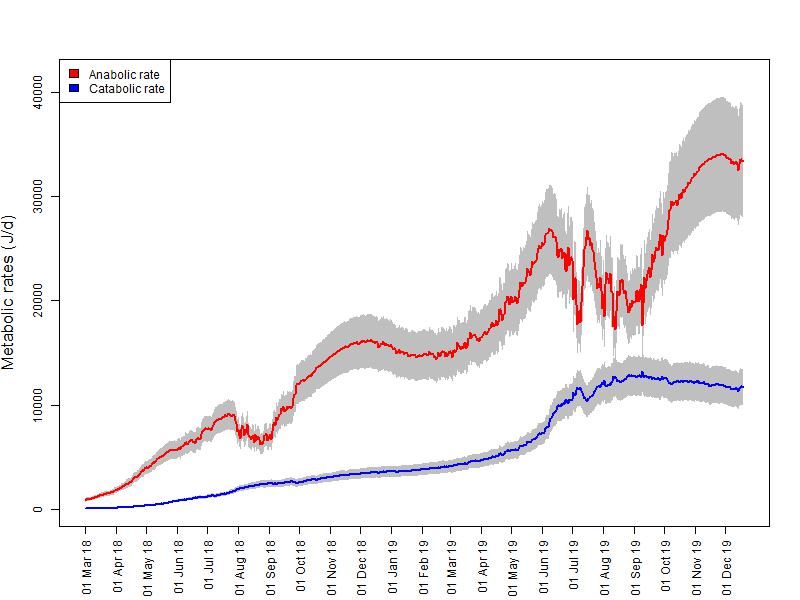 Anabolic rate
Catabolic rate
Metabolic rates (J/d)
40000
30000
20000
10000
0
01 Mar 18
01 Apr 18
01 May 18
01 Jun 18
01 Jul 18
01 Aug 18
01 Sep 18
01 Oct 18
01 Nov 18
01 Dec 18
01 Jan 19
01 Feb 19
01 Mar 19
01 Apr 19
01 May 19
01 Jun 19
01 Jul 19
01 Aug 19
01 Sep 19
01 Oct 19
01 Nov 19
01 Dec 19